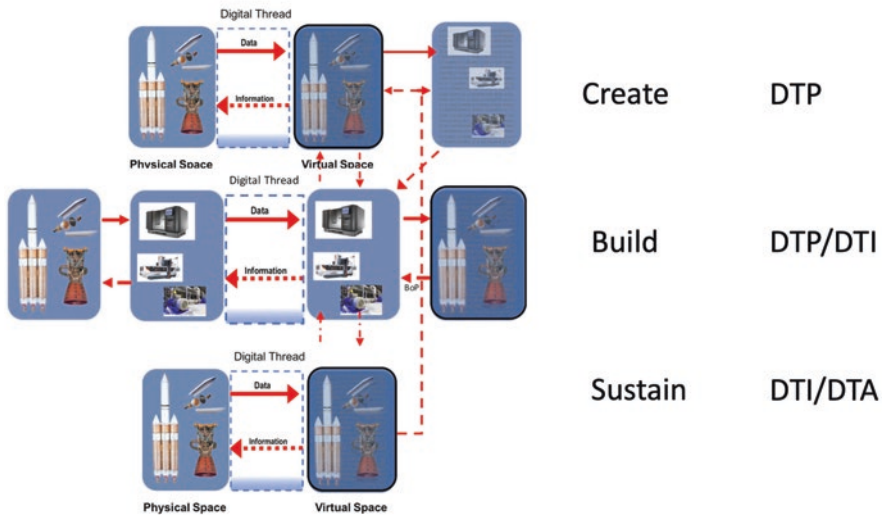 Digital Thread
Data
Information
Physical Space
Virtual Space
Create
DTP
Digital Thread
Data
Information
BoP
Build
DTP/DTI
Digital Thread
Data
Information
Physical Space
Virtual Space
Sustain
DTI/DTA